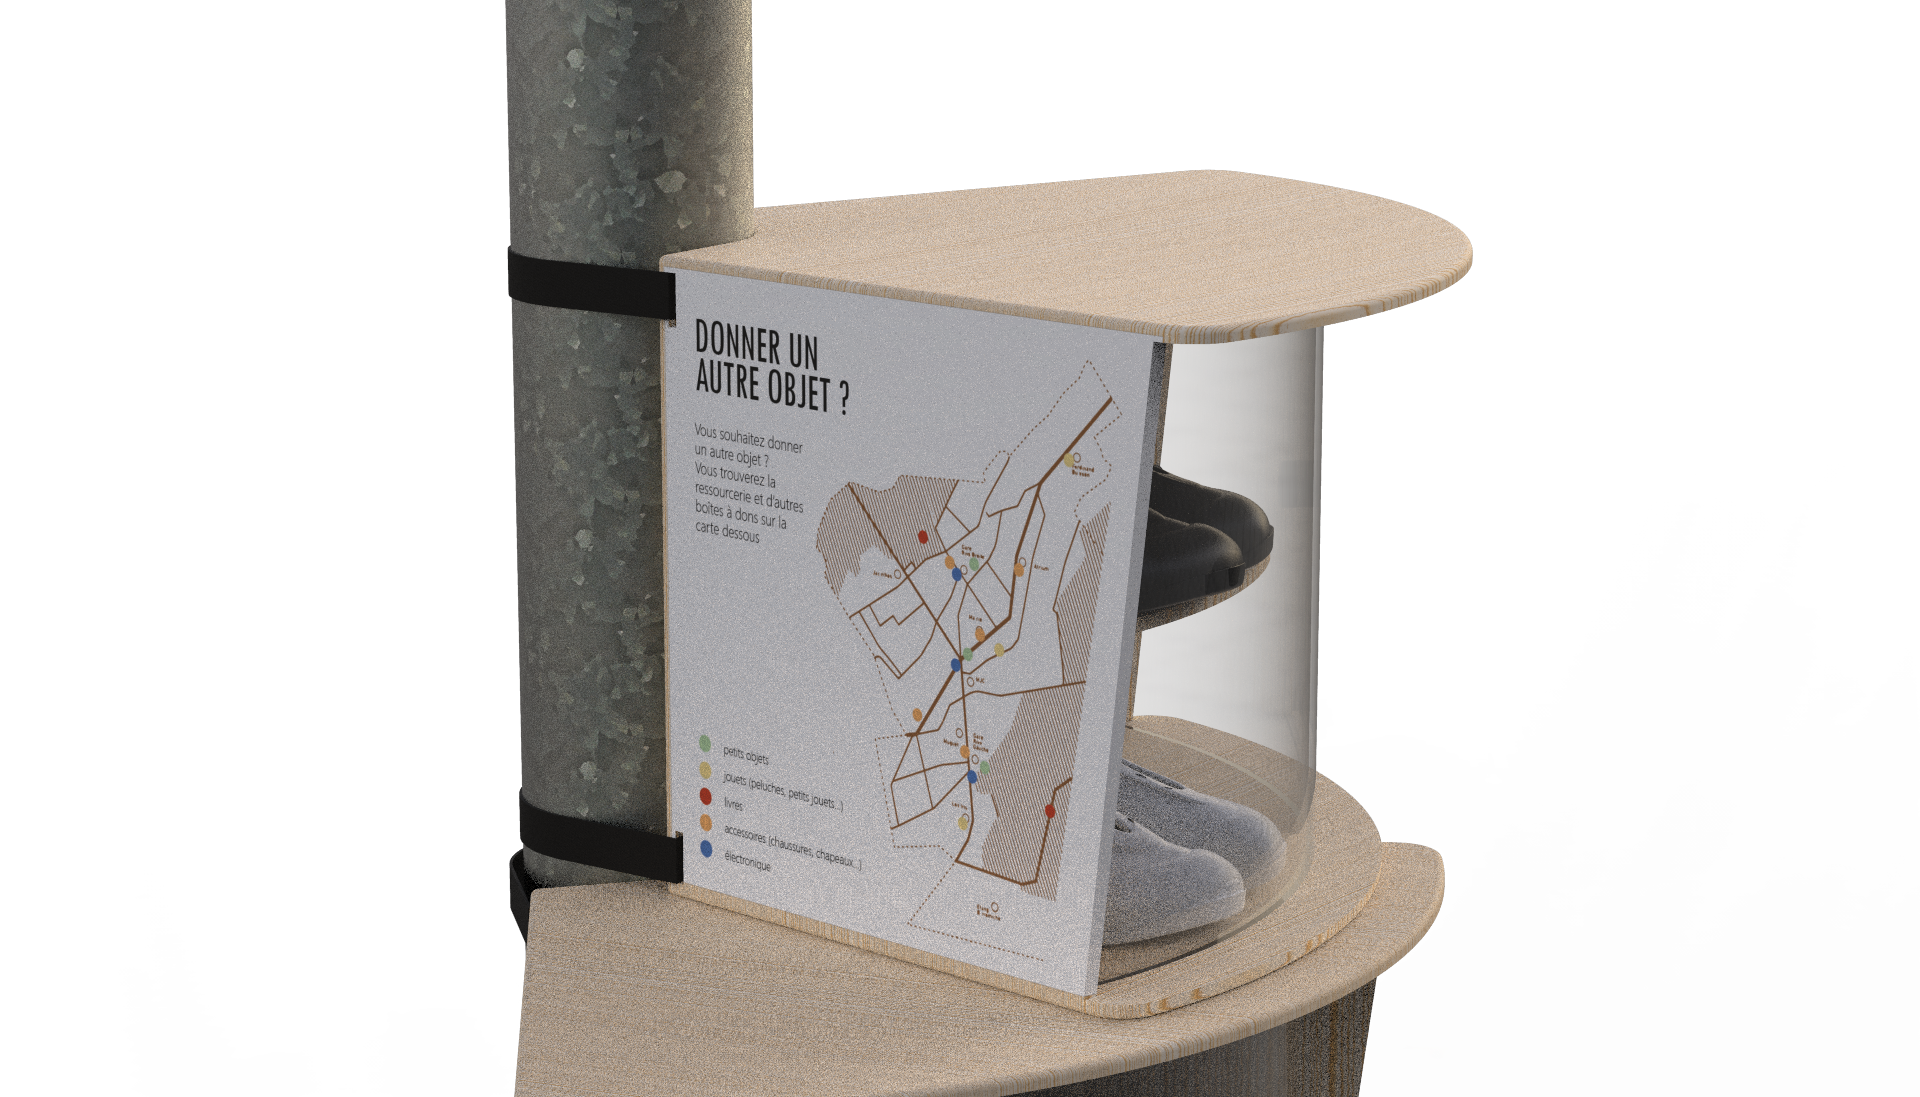 DONNER UN
AUTRE OBJET ?
Vous souhaitez donner
un autre objet ?
Vous trouverez la
ressourcerie et d'autres
boîtes à dons sur la
carte dessous
petits objets
jouets (peluches, petits jouets...)
livres
accessoires (chaussures, chapeaux...)
électronique